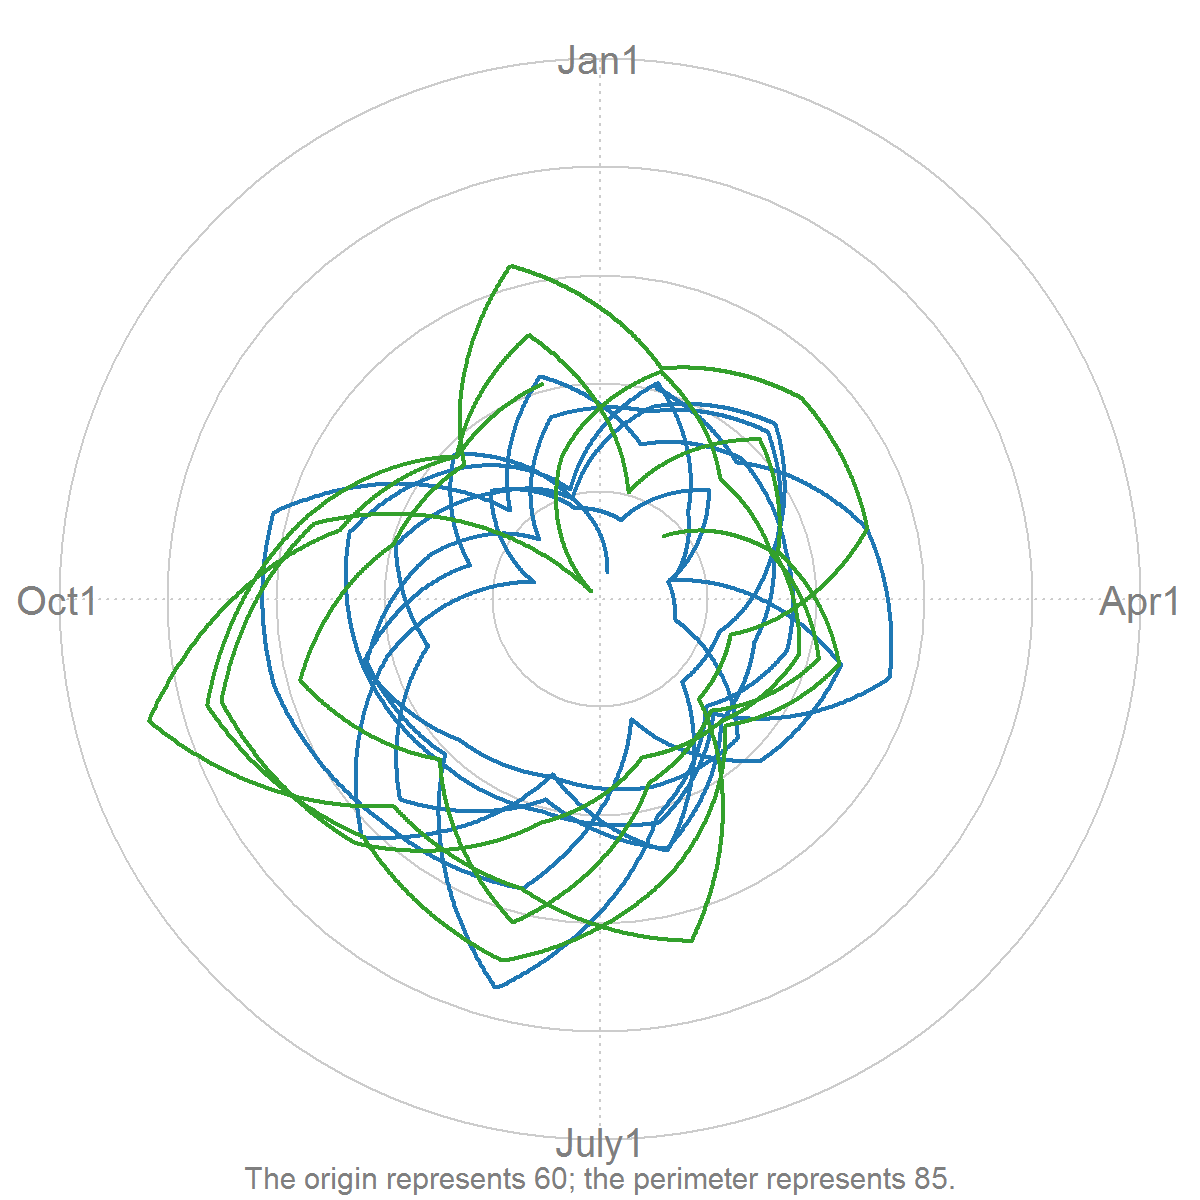 Jan1
Oct1
Apr1
July1
The origin represents 60; the perimeter represents 85.